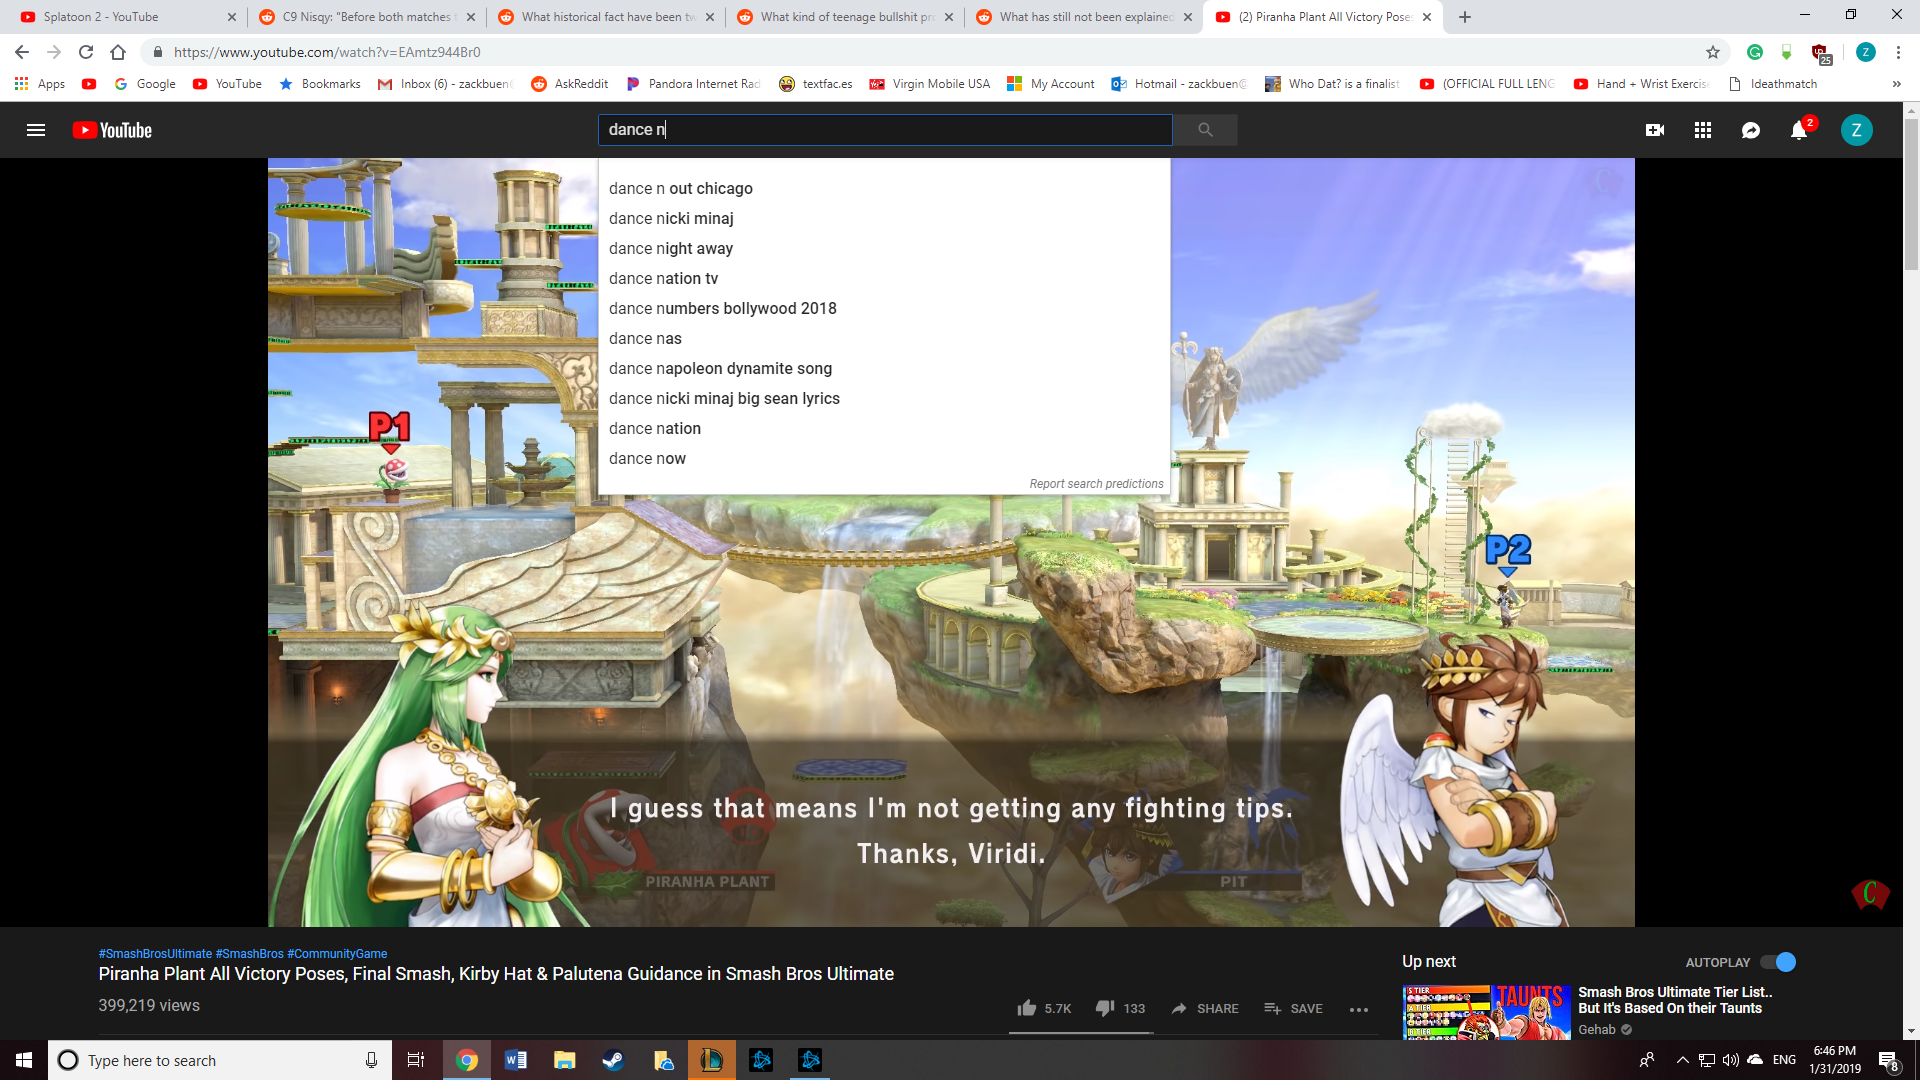 Splatoon 2 - YouTube
C9 Nisqy: "Before both matches
What historical fact have been tw
What kind of teenage bullshit pr
What has still not been explained
(2) Piranha Plant All Victory Poses
https://www.youtube.com/watch?v=EAmtz944Br0
25
Z
Apps
Google
YouTube
Bookmarks
Inbox (6) - zackbuen
AskReddit
Pandora Internet Rad
textfac.es
Virgin Mobile USA
My Account
Hotmail - zackbuen@
Who Dat? is a finalist
(OFFICIAL FULL LENG
Hand + Wrist Exercise
Ideathmatch
»
YouTube
dance n
2
Z
dance n out chicago
dance nicki minaj
dance night away
dance nation tv
dance numbers bollywood 2018
dance nas
dance napoleon dynamite song
dance nicki minaj big sean lyrics
dance nation
dance now
Report search predictions
C
P1
P2
I guess that means I'm not getting any fighting tips.
Thanks, Viridi.
PIRANHA PLANT
PIT
C
#SmashBrosUltimate #SmashBros #CommunityGame
Piranha Plant All Victory Poses, Final Smash, Kirby Hat & Palutena Guidance in Smash Bros Ultimate
399,219 views
5.7K
133
SHARE
SAVE
Up next
AUTOPLAY
S TIER
A TIER
B TIER
TAUNTS
Smash Bros Ultimate Tier List..
But It's Based On their Taunts
Gehab
Type here to search
ENG
6:46 PM
1/31/2019
8